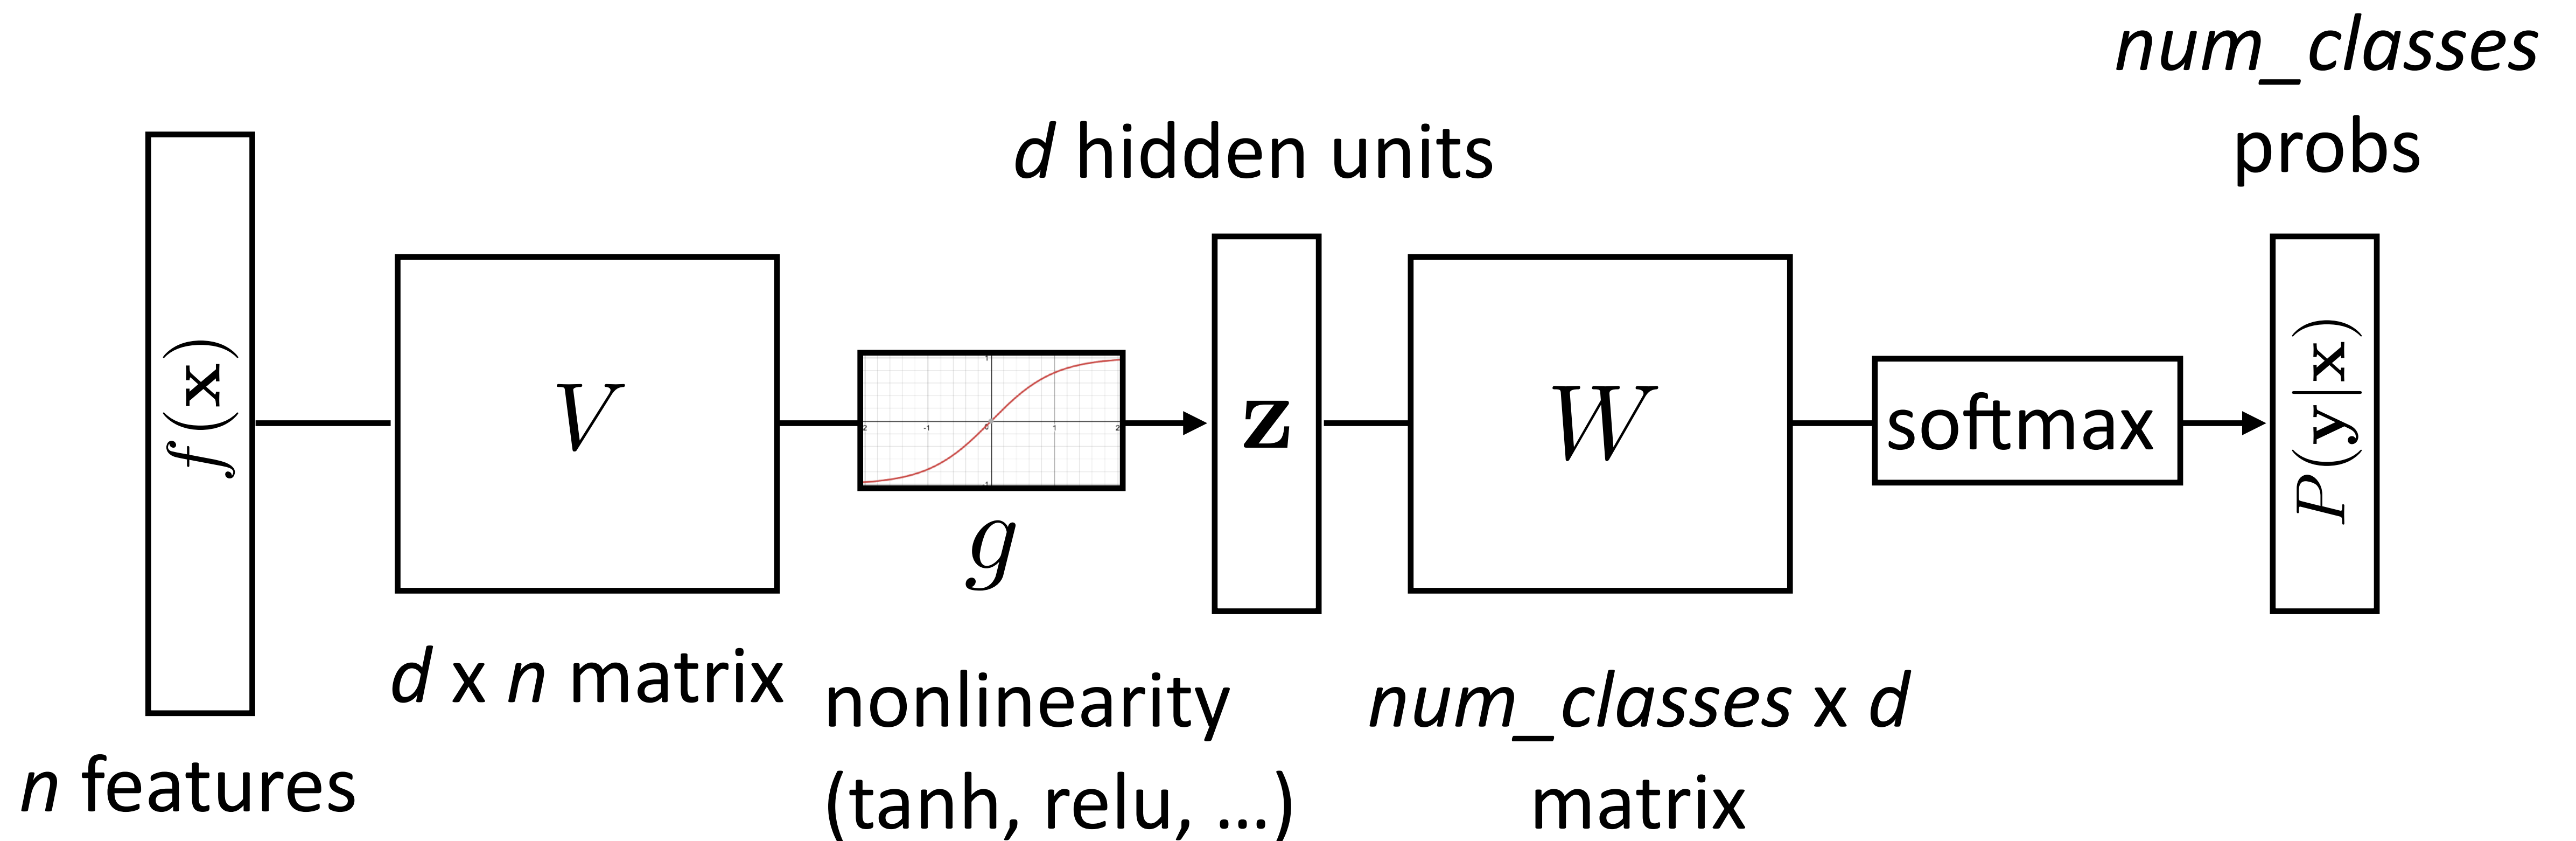 num_classes
probs
d hidden units
f(x)
V
g
z
W
softmax
P(y|x)
d x n matrix
n features
nonlinearity
(tanh, relu, ...)
num_classes x d
matrix